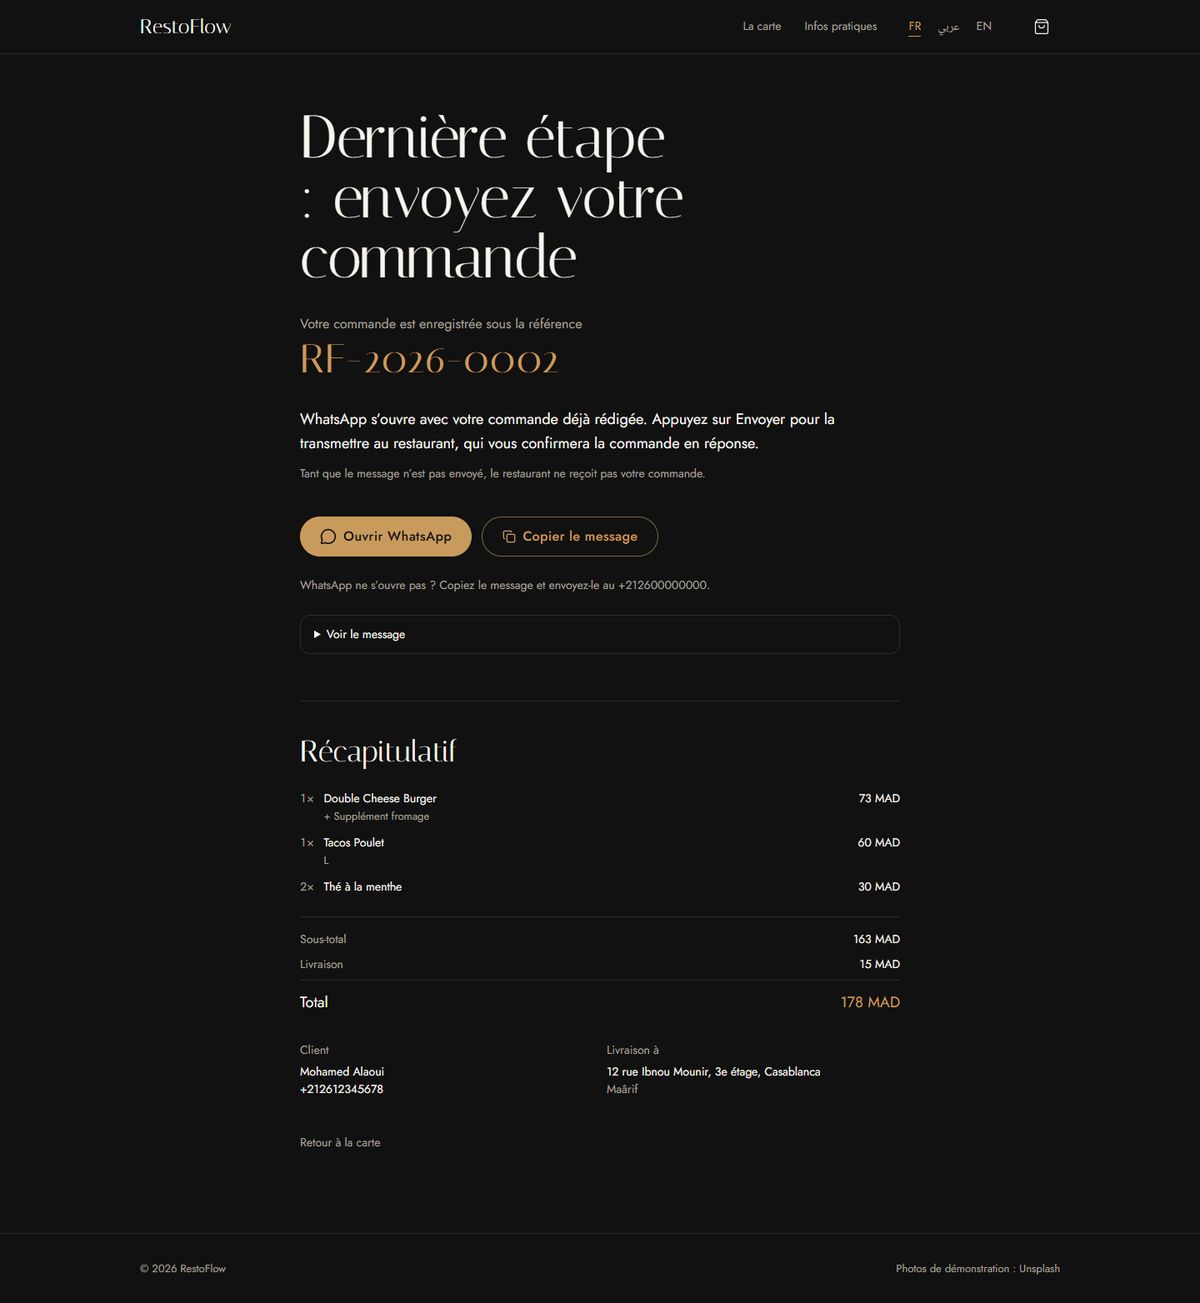 RestoFlow
La carte
Infos pratiques
FR
عربي
EN
Dernière étape
: envoyez votre
commande
Votre commande est enregistrée sous la référence
RF-2026-0002
WhatsApp s’ouvre avec votre commande déjà rédigée. Appuyez sur Envoyer pour la
transmettre au restaurant, qui vous confirmera la commande en réponse.
Tant que le message n’est pas envoyé, le restaurant ne reçoit pas votre commande.
Ouvrir WhatsApp
Copier le message
WhatsApp ne s’ouvre pas ? Copiez le message et envoyez-le au +212600000000.
Voir le message
Récapitulatif
1× Double Cheese Burger 73 MAD
+ Supplément fromage
1× Tacos Poulet 60 MAD
L
2× Thé à la menthe 30 MAD
Sous-total 163 MAD
Livraison 15 MAD
Total 178 MAD
Client
Mohamed Alaoui
+212612345678
Livraison à
12 rue Ibnou Mounir, 3e étage, Casablanca
Maârif
Retour à la carte
© 2026 RestoFlow
Photos de démonstration : Unsplash